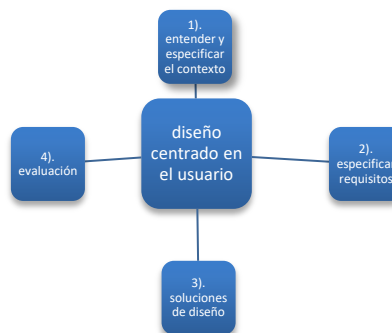 1).
entender y
especificar
el contexto
diseño
centrado en
el usuario
4).
evaluación
2).
especificar
requisitos
3).
soluciones
de diseño